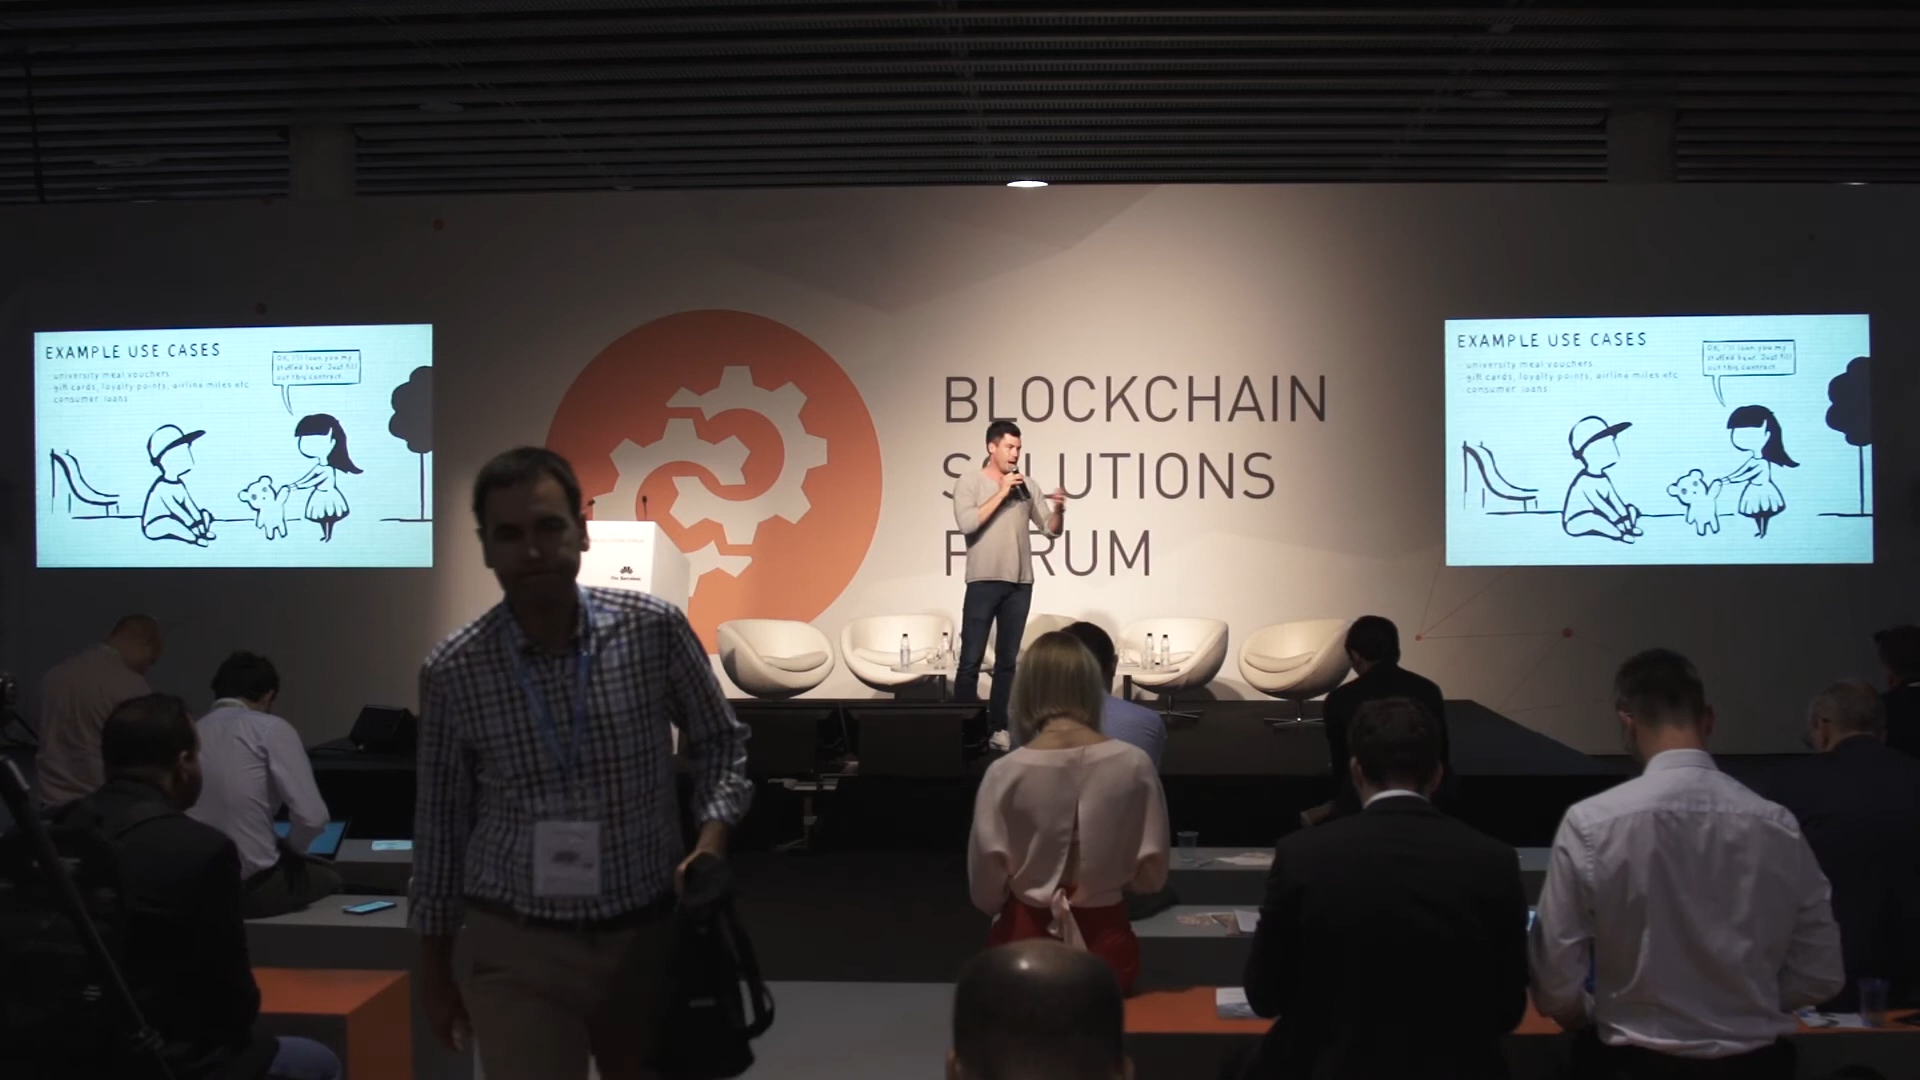 EXAMPLE USE CASES
university meal vouchers
gift cards, loyalty points, airline miles etc
consumer loans
OK, I'll loan you my
stuffed bear. Just fill
out this contract.
BLOCKCHAIN
SOLUTIONS
FORUM
EXAMPLE USE CASES
university meal vouchers
gift cards, loyalty points, airline miles etc
consumer loans
OK, I'll loan you my
stuffed bear. Just fill
out this contract.